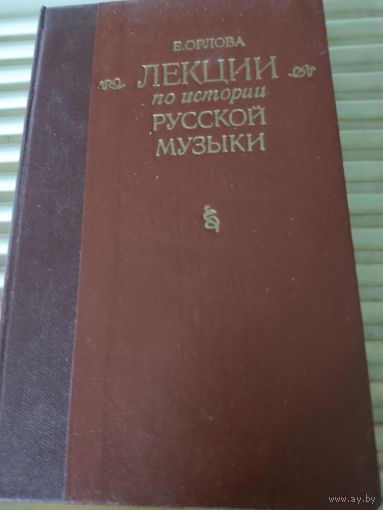 Е. ОРЛОВА
ЛЕКЦИИ
по истории
РУССКОЙ
МУЗЫКИ
www.ay.by